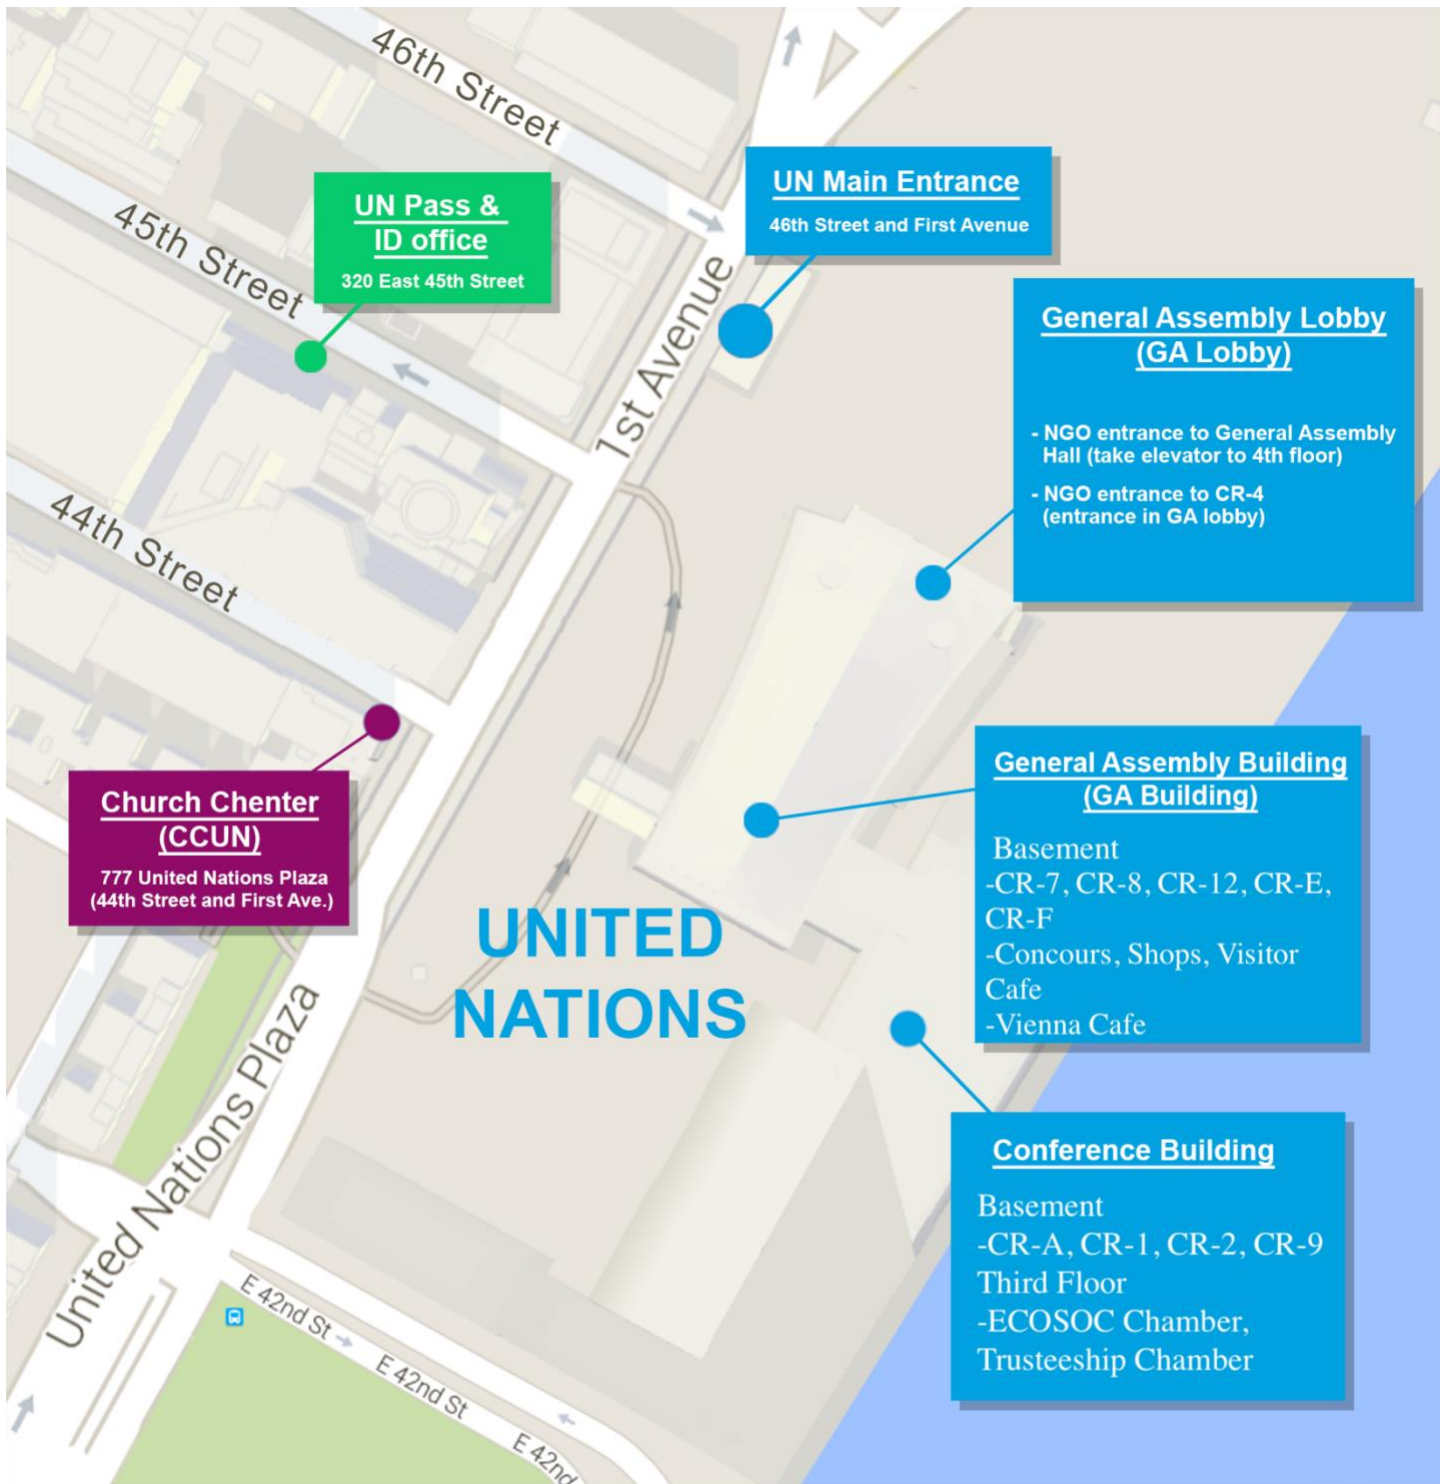 46th Street
UN Main Entrance
46th Street and First Avenue
UN Pass &
ID office
320 East 45th Street
45th Street
1st Avenue
General Assembly Lobby
(GA Lobby)
- NGO entrance to General Assembly
Hall (take elevator to 4th floor)
- NGO entrance to CR-4
(entrance in GA lobby)
44th Street
Church Chenter
(CCUN)
777 United Nations Plaza
(44th Street and First Ave.)
General Assembly Building
(GA Building)
Basement
-CR-7, CR-8, CR-12, CR-E,
CR-F
-Concours, Shops, Visitor
Cafe
-Vienna Cafe
UNITED
NATIONS
United Nations Plaza
Conference Building
Basement
-CR-A, CR-1, CR-2, CR-9
Third Floor
-ECOSOC Chamber,
Trusteeship Chamber
E 42nd St
E 42nd St
E 42nd